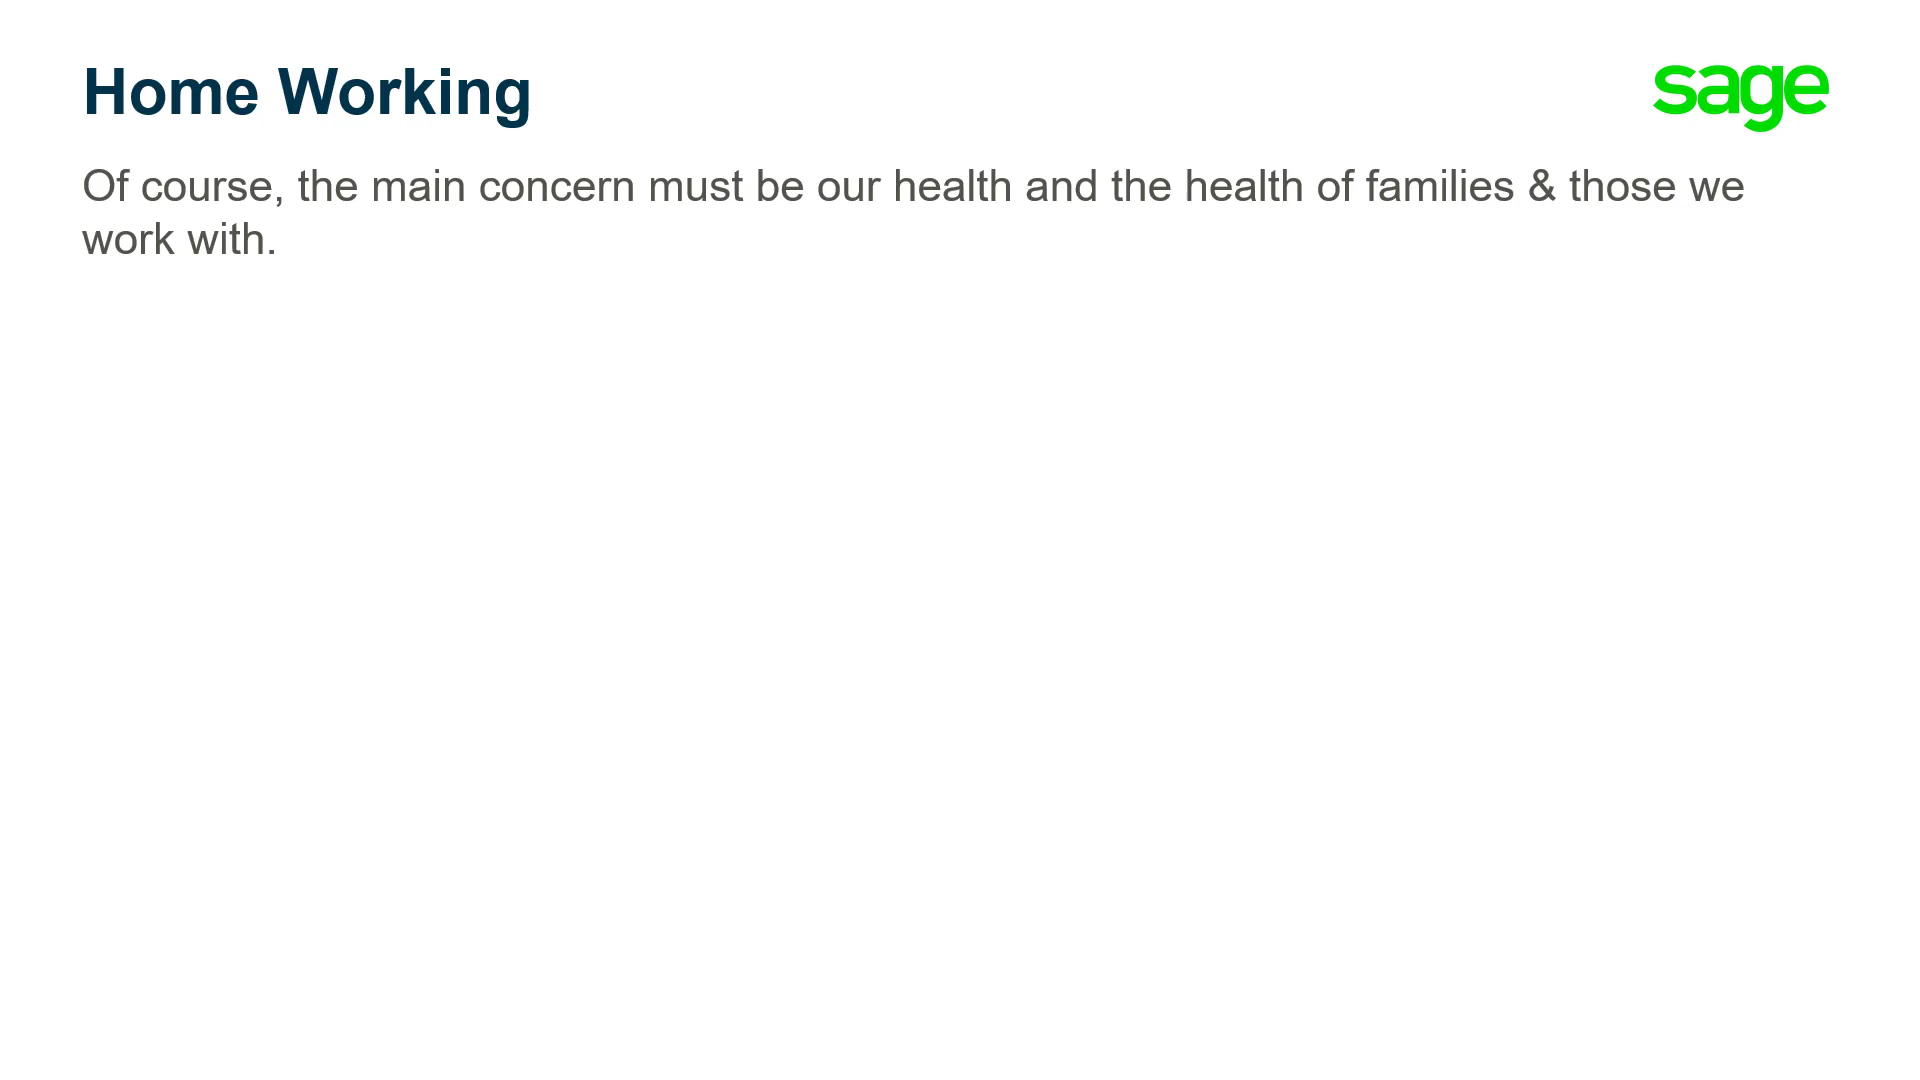 Home Working
sage
Of course, the main concern must be our health and the health of families & those we
work with.